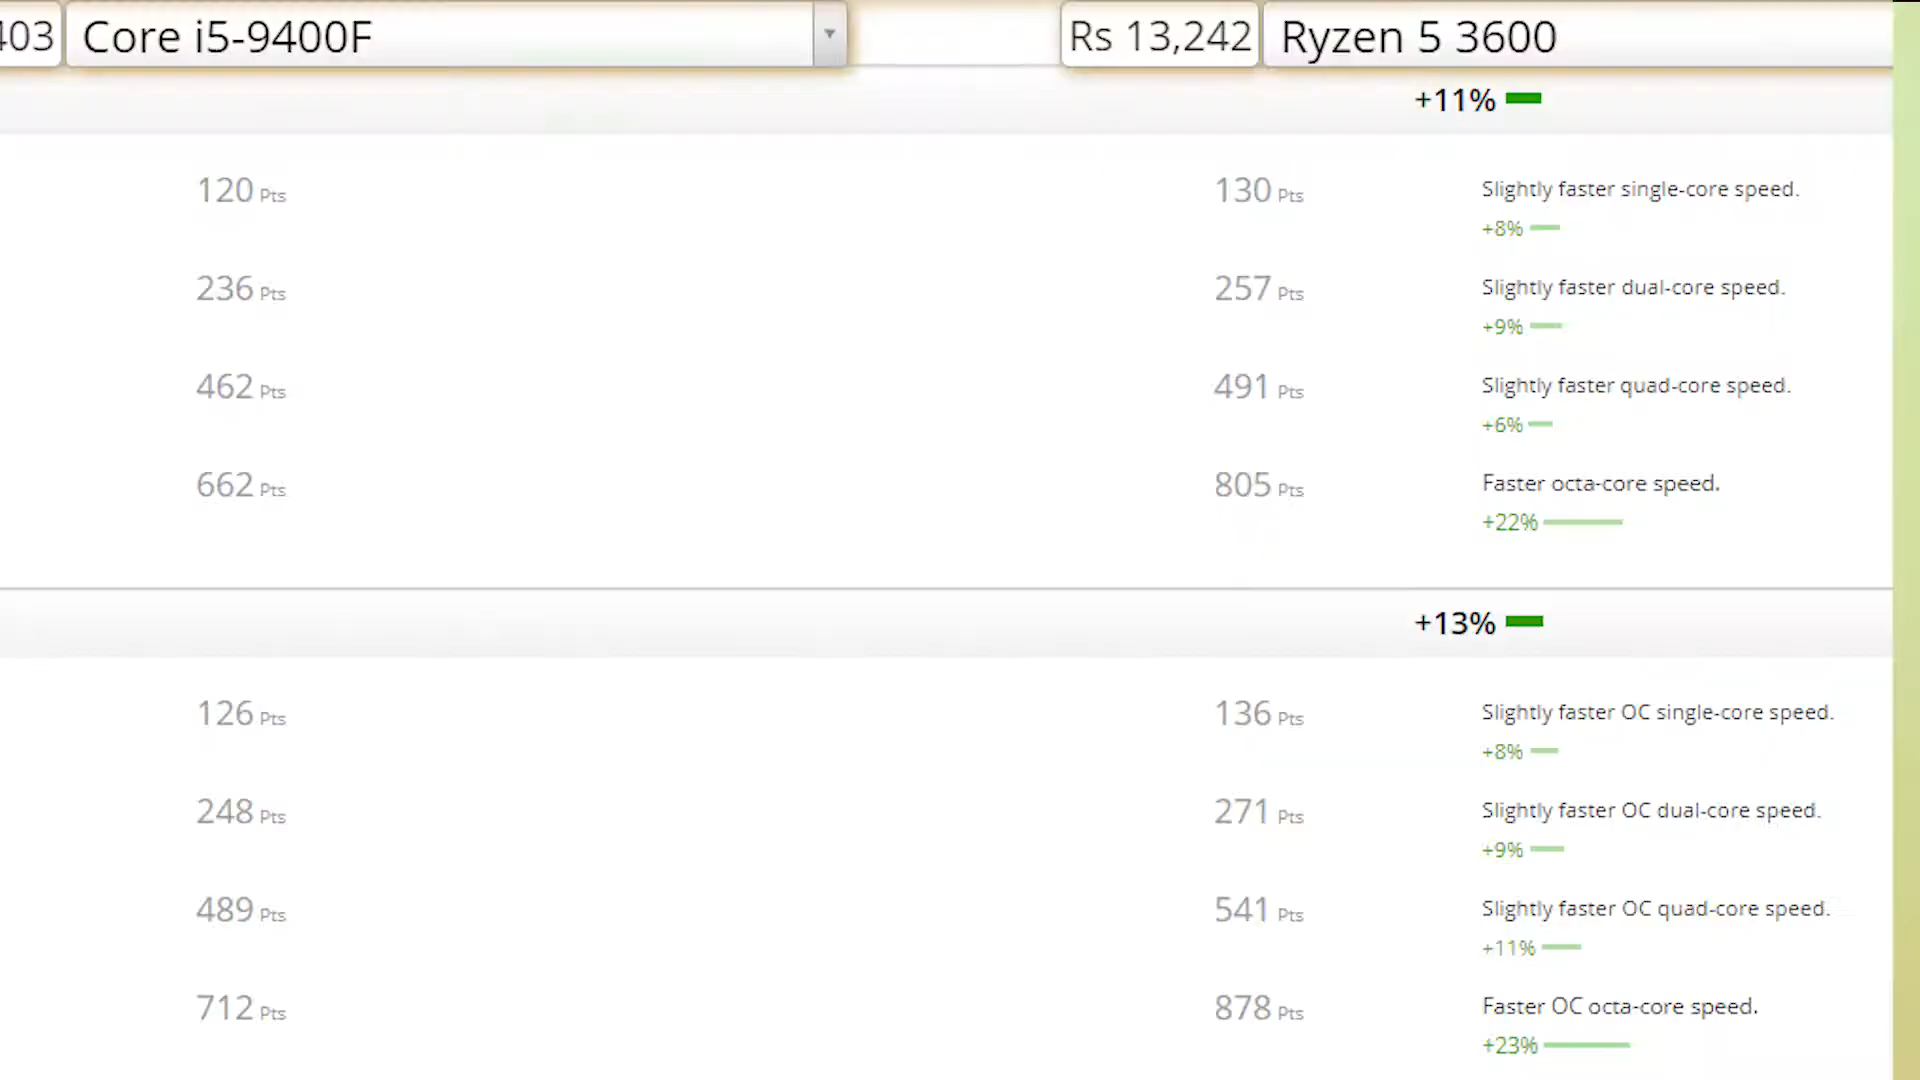 403 Core i5-9400F Rs 13,242 Ryzen 5 3600
+11%
120 Pts 130 Pts Slightly faster single-core speed.
+8%
236 Pts 257 Pts Slightly faster dual-core speed.
+9%
462 Pts 491 Pts Slightly faster quad-core speed.
+6%
662 Pts 805 Pts Faster octa-core speed.
+22%
+13%
126 Pts 136 Pts Slightly faster OC single-core speed.
+8%
248 Pts 271 Pts Slightly faster OC dual-core speed.
+9%
489 Pts 541 Pts Slightly faster OC quad-core speed.
+11%
712 Pts 878 Pts Faster OC octa-core speed.
+23%